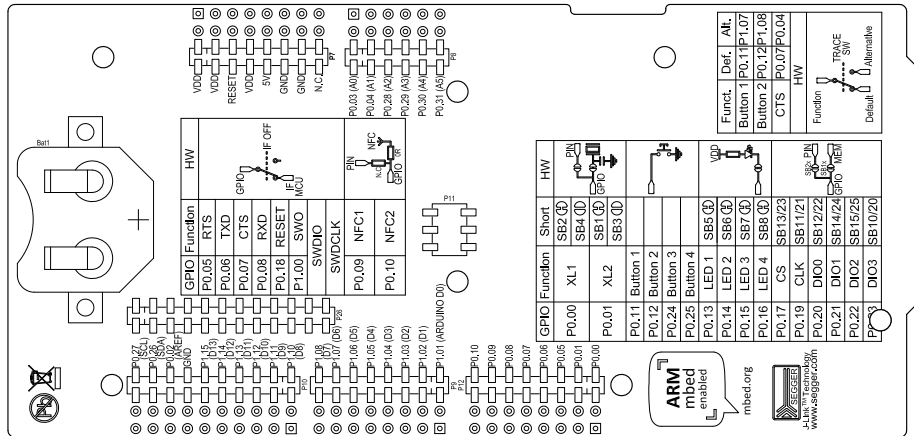 VDD
VDD
RESET
VDD
5V
GND
GND
N.C.
P7
P0.03 (A0)
P0.04 (A1)
P0.28 (A2)
P0.29 (A3)
P0.30 (A4)
P0.31 (A5)
P8
Funct. Def. Alt.
Button 1 P0.11 P1.07
Button 2 P0.12 P1.08
CTS P0.07 P0.04
HW
Function
TRACE
SW
Default
Alternative
Bat1
GPIO Function HW
P0.05 RTS
P0.06 TXD
P0.07 CTS
P0.08 RXD
P0.18 RESET
P1.00 SWO
SWDIO
SWDCLK
GPIO
IF OFF
IF
MCU
P0.09 NFC1
P0.10 NFC2
PIN
N.C.
NFC
0R
GPIO
P11
GPIO Function Short HW
P0.00 XL1 SB2
SB4
P0.01 XL2 SB1
SB3
PIN
GPIO
P0.11 Button 1
P0.12 Button 2
P0.24 Button 3
P0.25 Button 4
P0.13 LED 1 SB5
P0.14 LED 2 SB6
P0.15 LED 3 SB7
P0.16 LED 4 SB8
VDD
P0.17 CS SB13/23
P0.19 CLK SB11/21
P0.20 DIO0 SB12/22
P0.21 DIO1 SB14/24
P0.22 DIO2 SB15/25
DIO3 SB10/20
SB2x PIN
SB1x
GPIO MEM
P26
P0.27
(SCL)
P0.26
(SDA)
P0.02
(AREF)
GND
P1.15
(D13)
P1.14
(D12)
P1.13
(D11)
P1.12
(D10)
P1.11
(D9)
P1.10
(D8)
P10
P1.08
(D7)
P1.07 (D6)
P1.06 (D5)
P1.05 (D4)
P1.04 (D3)
P1.03 (D2)
P1.02 (D1)
P1.01 (ARDUINO D0)
P9
P12
P0.10
P0.09
P0.08
P0.07
P0.06
P0.05
P0.01
P0.00
ARM
mbed
enabled
mbed.org
SEGGER
J-Link™ Technology
www.segger.com
Pb